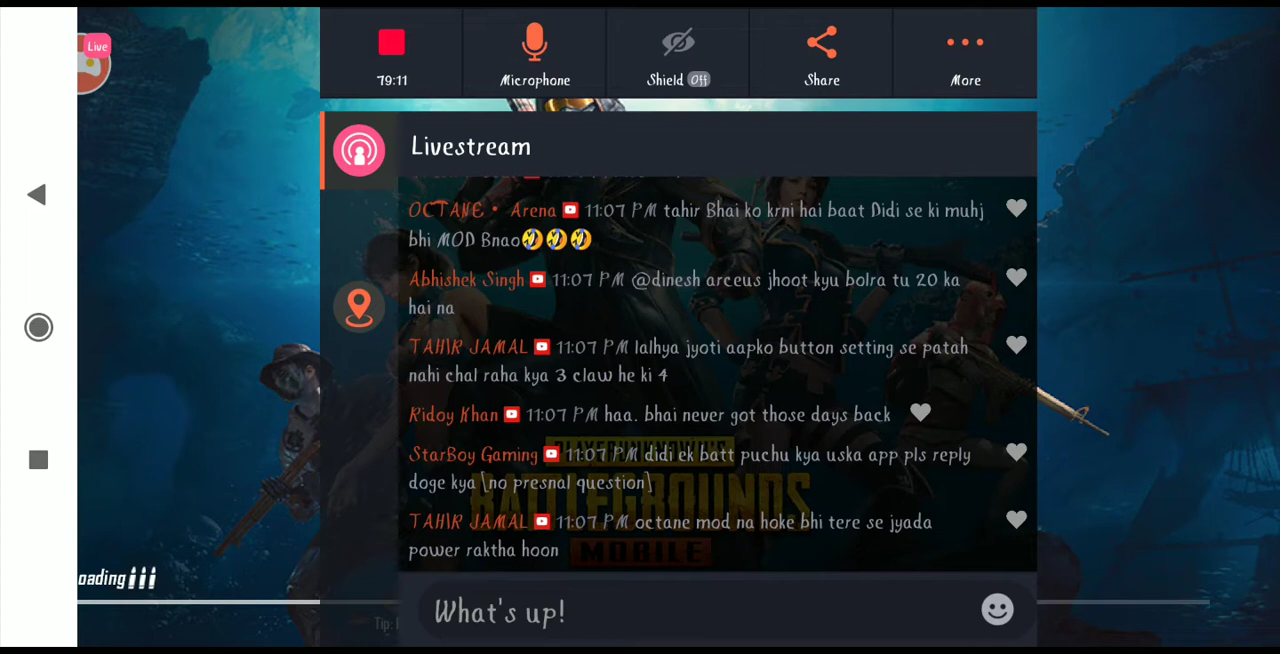 Live
79:11
Microphone
Shield Off
Share
More
Livestream
OCTANE • Arena 11:07 PM tahir Bhai ko krni hai baat Didi se ki muhj
bhi MOD Bnao🤣🤣🤣
Abhishek Singh 11:07 PM @dinesh arceus jhoot kyu bolra tu 20 ka
hai na
TAHIR JAMAL 11:07 PM lalhya jyoti aapko button setting se patah
nahi chal raha kya 3 claw he ki 4
Ridoy Khan 11:07 PM haa. bhai never got those days back
PLAYERUNKNOWN'S
StarBoy Gaming 11:07 PM didi ek batt puchu kya uska app pls reply
doge kya \no presnal question\
BATTLEGROUNDS
TAHIR JAMAL 11:07 PM octane mod na hoke bhi tere se jyada
power raktha hoon
MOBILE
oading
What's up!
Tip: